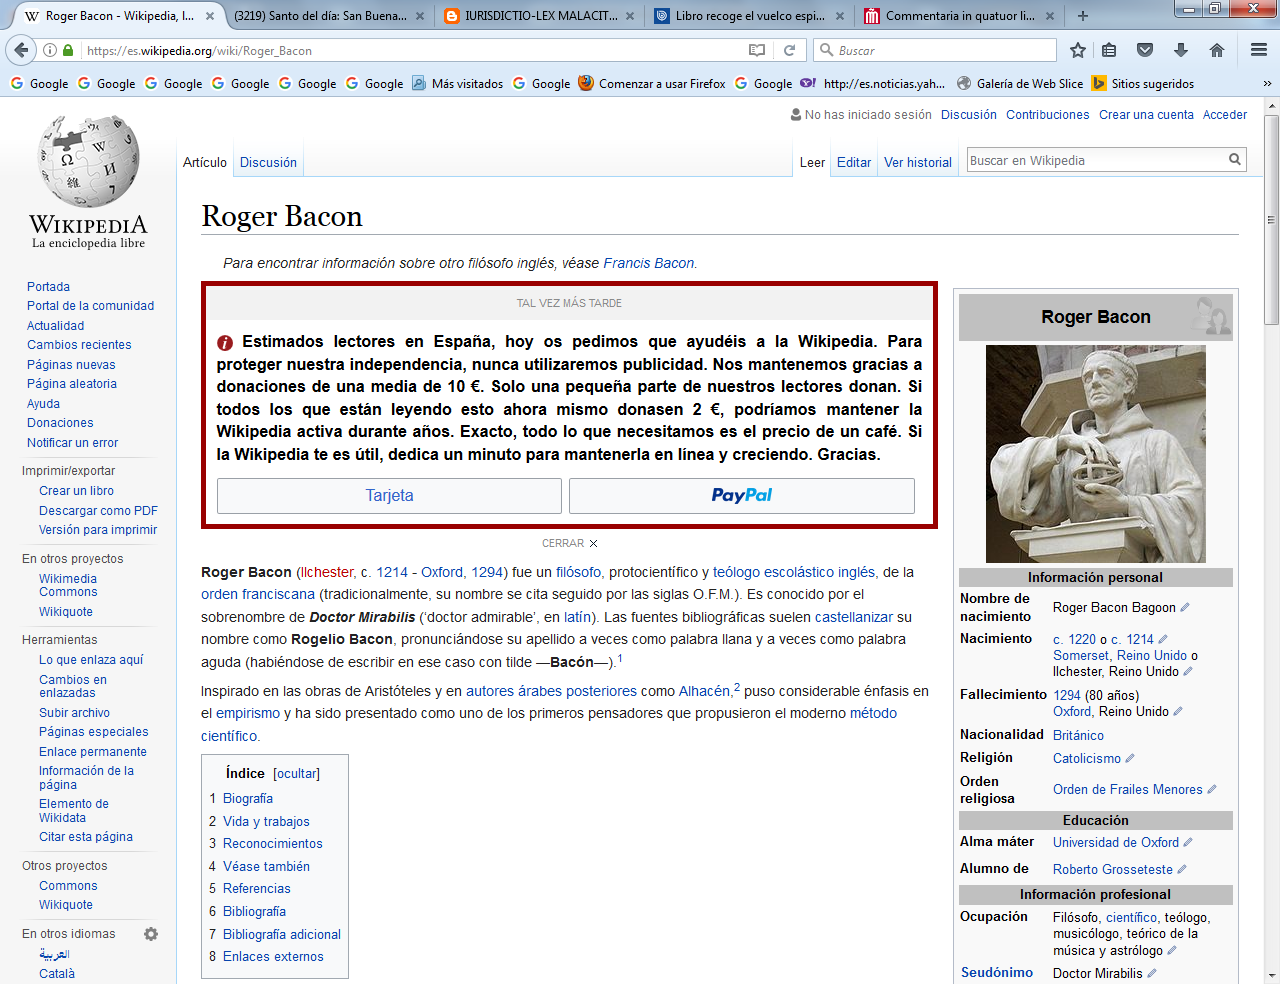 Roger Bacon - Wikipedia, l...
(3219) Santo del día: San Buena...
IURISDICTIO-LEX MALACIT...
Libro recoge el vuelco espi...
Commentaria in quatuor li...
https://es.wikipedia.org/wiki/Roger_Bacon
Buscar
Google Google Google Google Google Google Más visitados Google Comenzar a usar Firefox Google http://es.noticias.yah... Galería de Web Slice Sitios sugeridos
No has iniciado sesión Discusión Contribuciones Crear una cuenta Acceder
Artículo Discusión
Leer Editar Ver historial
Buscar en Wikipedia
WIKIPEDIA
La enciclopedia libre
Portada
Portal de la comunidad
Actualidad
Cambios recientes
Páginas nuevas
Página aleatoria
Ayuda
Donaciones
Notificar un error
Imprimir/exportar
Crear un libro
Descargar como PDF
Versión para imprimir
En otros proyectos
Wikimedia
Commons
Wikiquote
Herramientas
Lo que enlaza aquí
Cambios en
enlazadas
Subir archivo
Páginas especiales
Enlace permanente
Información de la
página
Elemento de
Wikidata
Citar esta página
Otros proyectos
Commons
Wikiquote
En otros idiomas
العربية
Català
Roger Bacon
Para encontrar información sobre otro filósofo inglés, véase Francis Bacon.
TAL VEZ MÁS TARDE
Estimados lectores en España, hoy os pedimos que ayudéis a la Wikipedia. Para
proteger nuestra independencia, nunca utilizaremos publicidad. Nos mantenemos gracias a
donaciones de una media de 10 €. Solo una pequeña parte de nuestros lectores donan. Si
todos los que están leyendo esto ahora mismo donasen 2 €, podríamos mantener la
Wikipedia activa durante años. Exacto, todo lo que necesitamos es el precio de un café. Si
la Wikipedia te es útil, dedica un minuto para mantenerla en línea y creciendo. Gracias.
Tarjeta
PayPal
CERRAR
Roger Bacon (Ilchester, c. 1214 - Oxford, 1294) fue un filósofo, protocientífico y teólogo escolástico inglés, de la
orden franciscana (tradicionalmente, su nombre se cita seguido por las siglas O.F.M.). Es conocido por el
sobrenombre de Doctor Mirabilis (‘doctor admirable’, en latín). Las fuentes bibliográficas suelen castellanizar su
nombre como Rogelio Bacon, pronunciándose su apellido a veces como palabra llana y a veces como palabra
aguda (habiéndose de escribir en ese caso con tilde —Bacón—).1
Inspirado en las obras de Aristóteles y en autores árabes posteriores como Alhacén,2 puso considerable énfasis en
el empirismo y ha sido presentado como uno de los primeros pensadores que propusieron el moderno método
científico.
Índice [ocultar]
1 Biografía
2 Vida y trabajos
3 Reconocimientos
4 Véase también
5 Referencias
6 Bibliografía
7 Bibliografía adicional
8 Enlaces externos
Roger Bacon
Información personal
Nombre de
nacimiento
Roger Bacon Bagoon
Nacimiento c. 1220 o c. 1214
Somerset, Reino Unido o
Ilchester, Reino Unido
Fallecimiento 1294 (80 años)
Oxford, Reino Unido
Nacionalidad Británico
Religión Catolicismo
Orden
religiosa
Orden de Frailes Menores
Educación
Alma máter Universidad de Oxford
Alumno de Roberto Grosseteste
Información profesional
Ocupación Filósofo, científico, teólogo,
musicólogo, teórico de la
música y astrólogo
Seudónimo Doctor Mirabilis